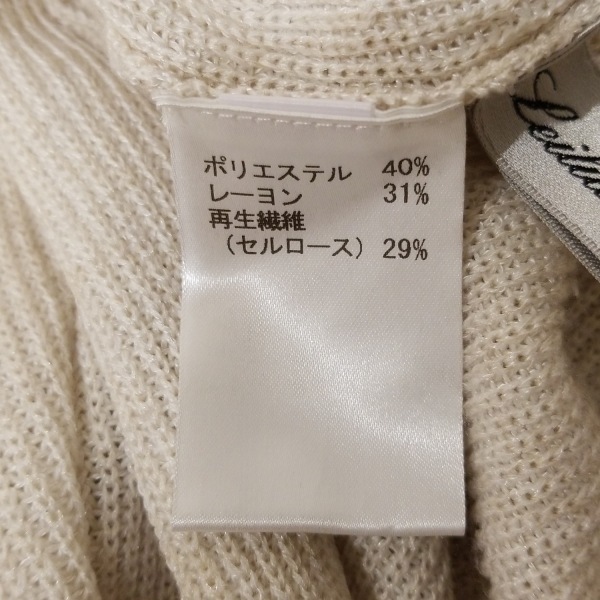 ポリエステル 40%
レーヨン 31%
再生繊維
（セルロース） 29%